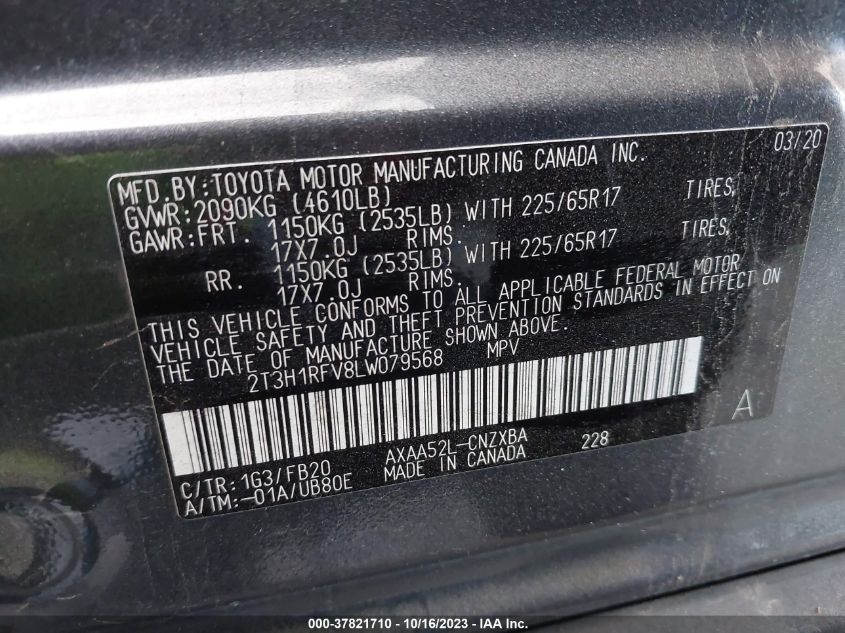 03/20
MFD.BY:TOYOTA MOTOR MANUFACTURING CANADA INC.
GVWR:2090KG (4610LB)
GAWR:FRT. 1150KG (2535LB) WITH 225/65R17 TIRES,
17X7.0J RIMS.
RR. 1150KG (2535LB) WITH 225/65R17 TIRES,
17X7.0J RIMS.
THIS VEHICLE CONFORMS TO ALL APPLICABLE FEDERAL MOTOR
VEHICLE SAFETY AND THEFT PREVENTION STANDARDS IN EFFECT ON
THE DATE OF MANUFACTURE SHOWN ABOVE.
2T3H1RFV8LW079568 MPV
A
C/TR:1G3/FB20 AXAA52L-CNZXBA 228
A/TM:-01A/UB80E MADE IN CANADA
000-37821710 - 10/16/2023 - IAA Inc.